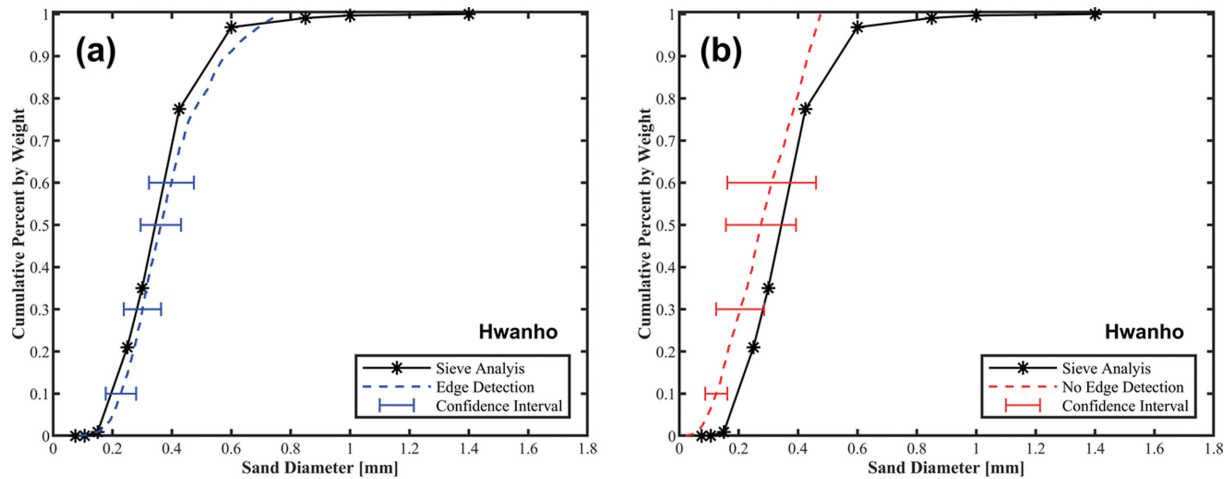 (a)
Cumulative Percent by Weight
1
0.9
0.8
0.7
0.6
0.5
0.4
0.3
0.2
0.1
0
0 0.2 0.4 0.6 0.8 1 1.2 1.4 1.6 1.8
Sand Diameter [mm]
Hwanho
Sieve Analyis
Edge Detection
Confidence Interval
(b)
Cumulative Percent by Weight
1
0.9
0.8
0.7
0.6
0.5
0.4
0.3
0.2
0.1
0
0 0.2 0.4 0.6 0.8 1 1.2 1.4 1.6 1.8
Sand Diameter [mm]
Hwanho
Sieve Analyis
No Edge Detection
Confidence Interval